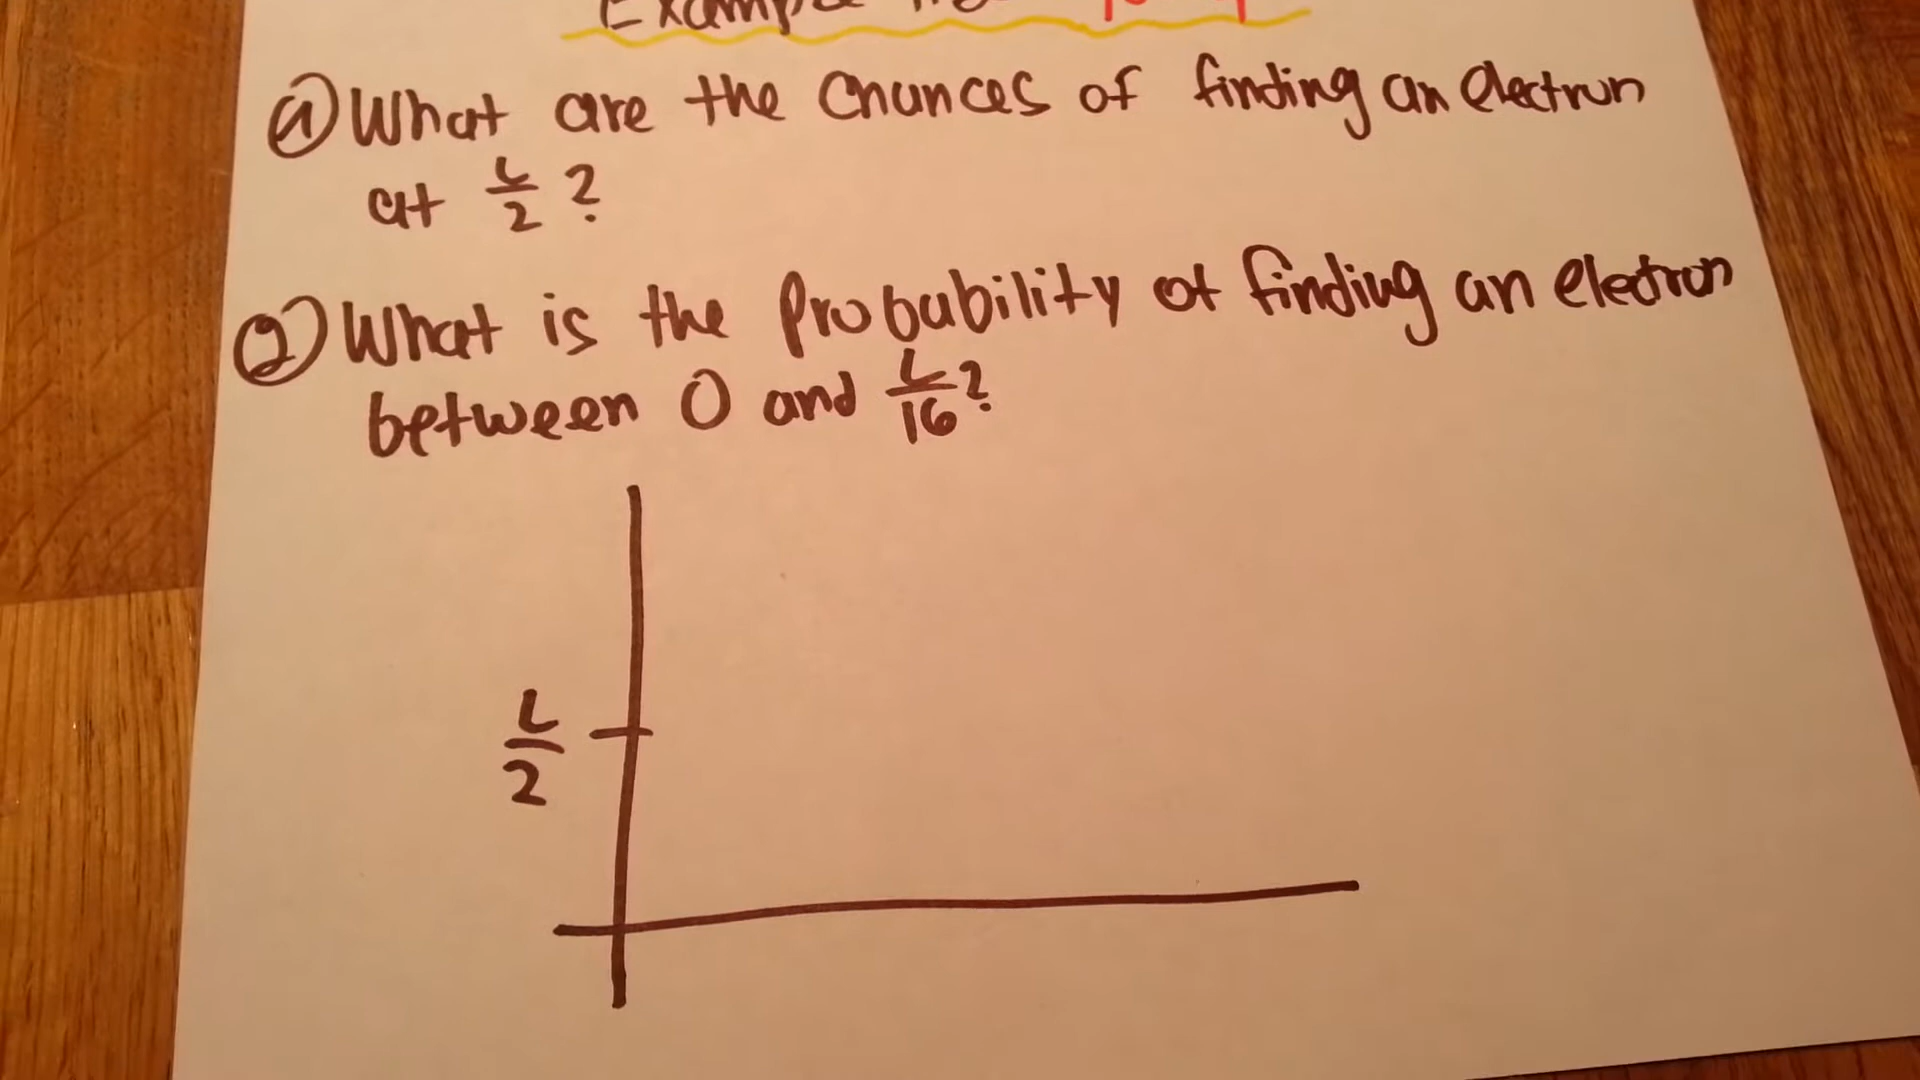 Example
① What are the chances of finding an electron
at L/2 ?
② What is the probability of finding an electron
between 0 and L/16 ?
L/2